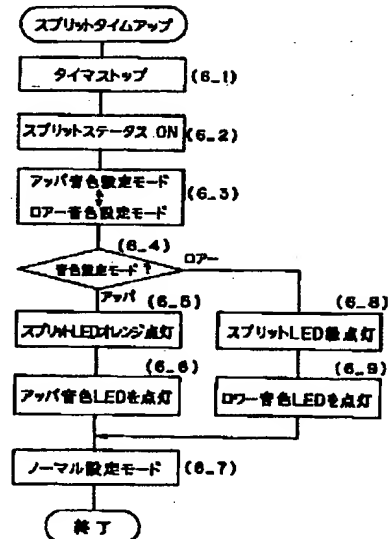 スプリットタイムアップ
タイマストップ
(6_1)
スプリットステータス ON
(6_2)
アッパ音色設定モード
ロアー音色設定モード
(6_3)
(6_4)
音色設定モード?
ロアー
アッパ
(6_5)
スプリットLEDオレンジ点灯
(6_6)
アッパ音色LEDを点灯
(6_8)
スプリットLED緑点灯
(6_9)
ロワー音色LEDを点灯
ノーマル設定モード
(6_7)
終了